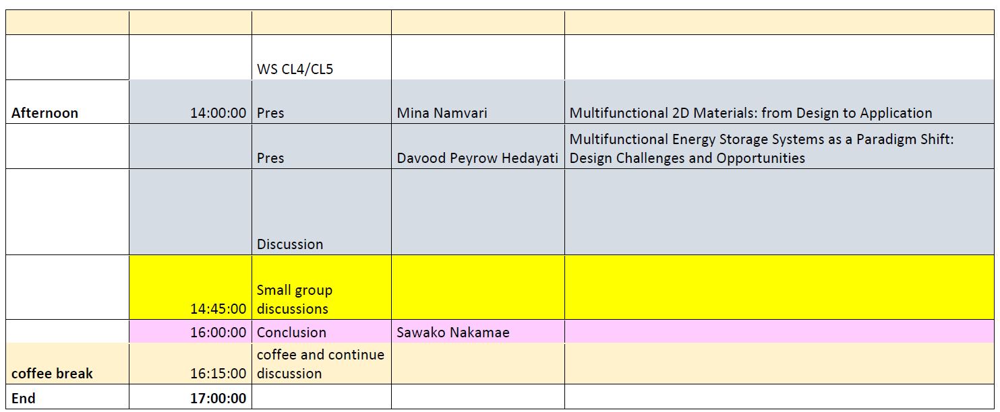 WS CL4/CL5
Afternoon 14:00:00 Pres Mina Namvari Multifunctional 2D Materials: from Design to Application
Multifunctional Energy Storage Systems as a Paradigm Shift:
Pres Davood Peyrow Hedayati Design Challenges and Opportunities
Discussion
Small group
14:45:00 discussions
16:00:00 Conclusion Sawako Nakamae
coffee and continue
coffee break 16:15:00 discussion
End 17:00:00